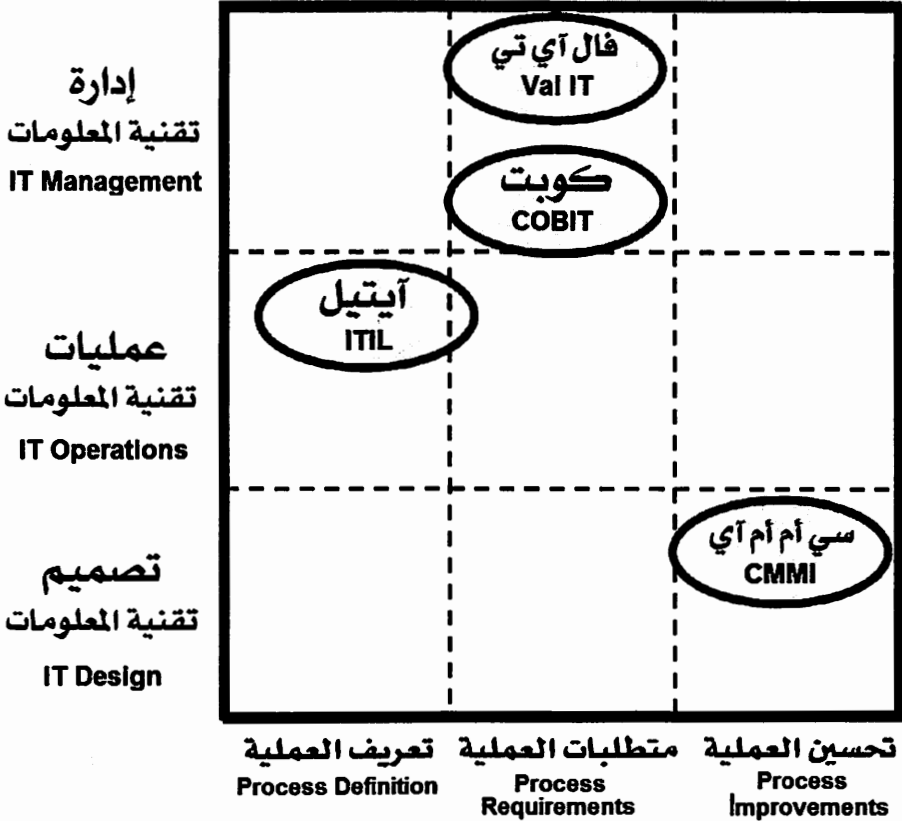 إدارة
تقنية المعلومات
IT Management
فال آي تي
Val IT
كوبت
COBIT
عمليات
تقنية المعلومات
IT Operations
آيتيل
ITIL
تصميم
تقنية المعلومات
IT Design
سي أم أم آي
CMMI
تعريف العملية
Process Definition
متطلبات العملية
Process
Requirements
تحسين العملية
Process
Improvements